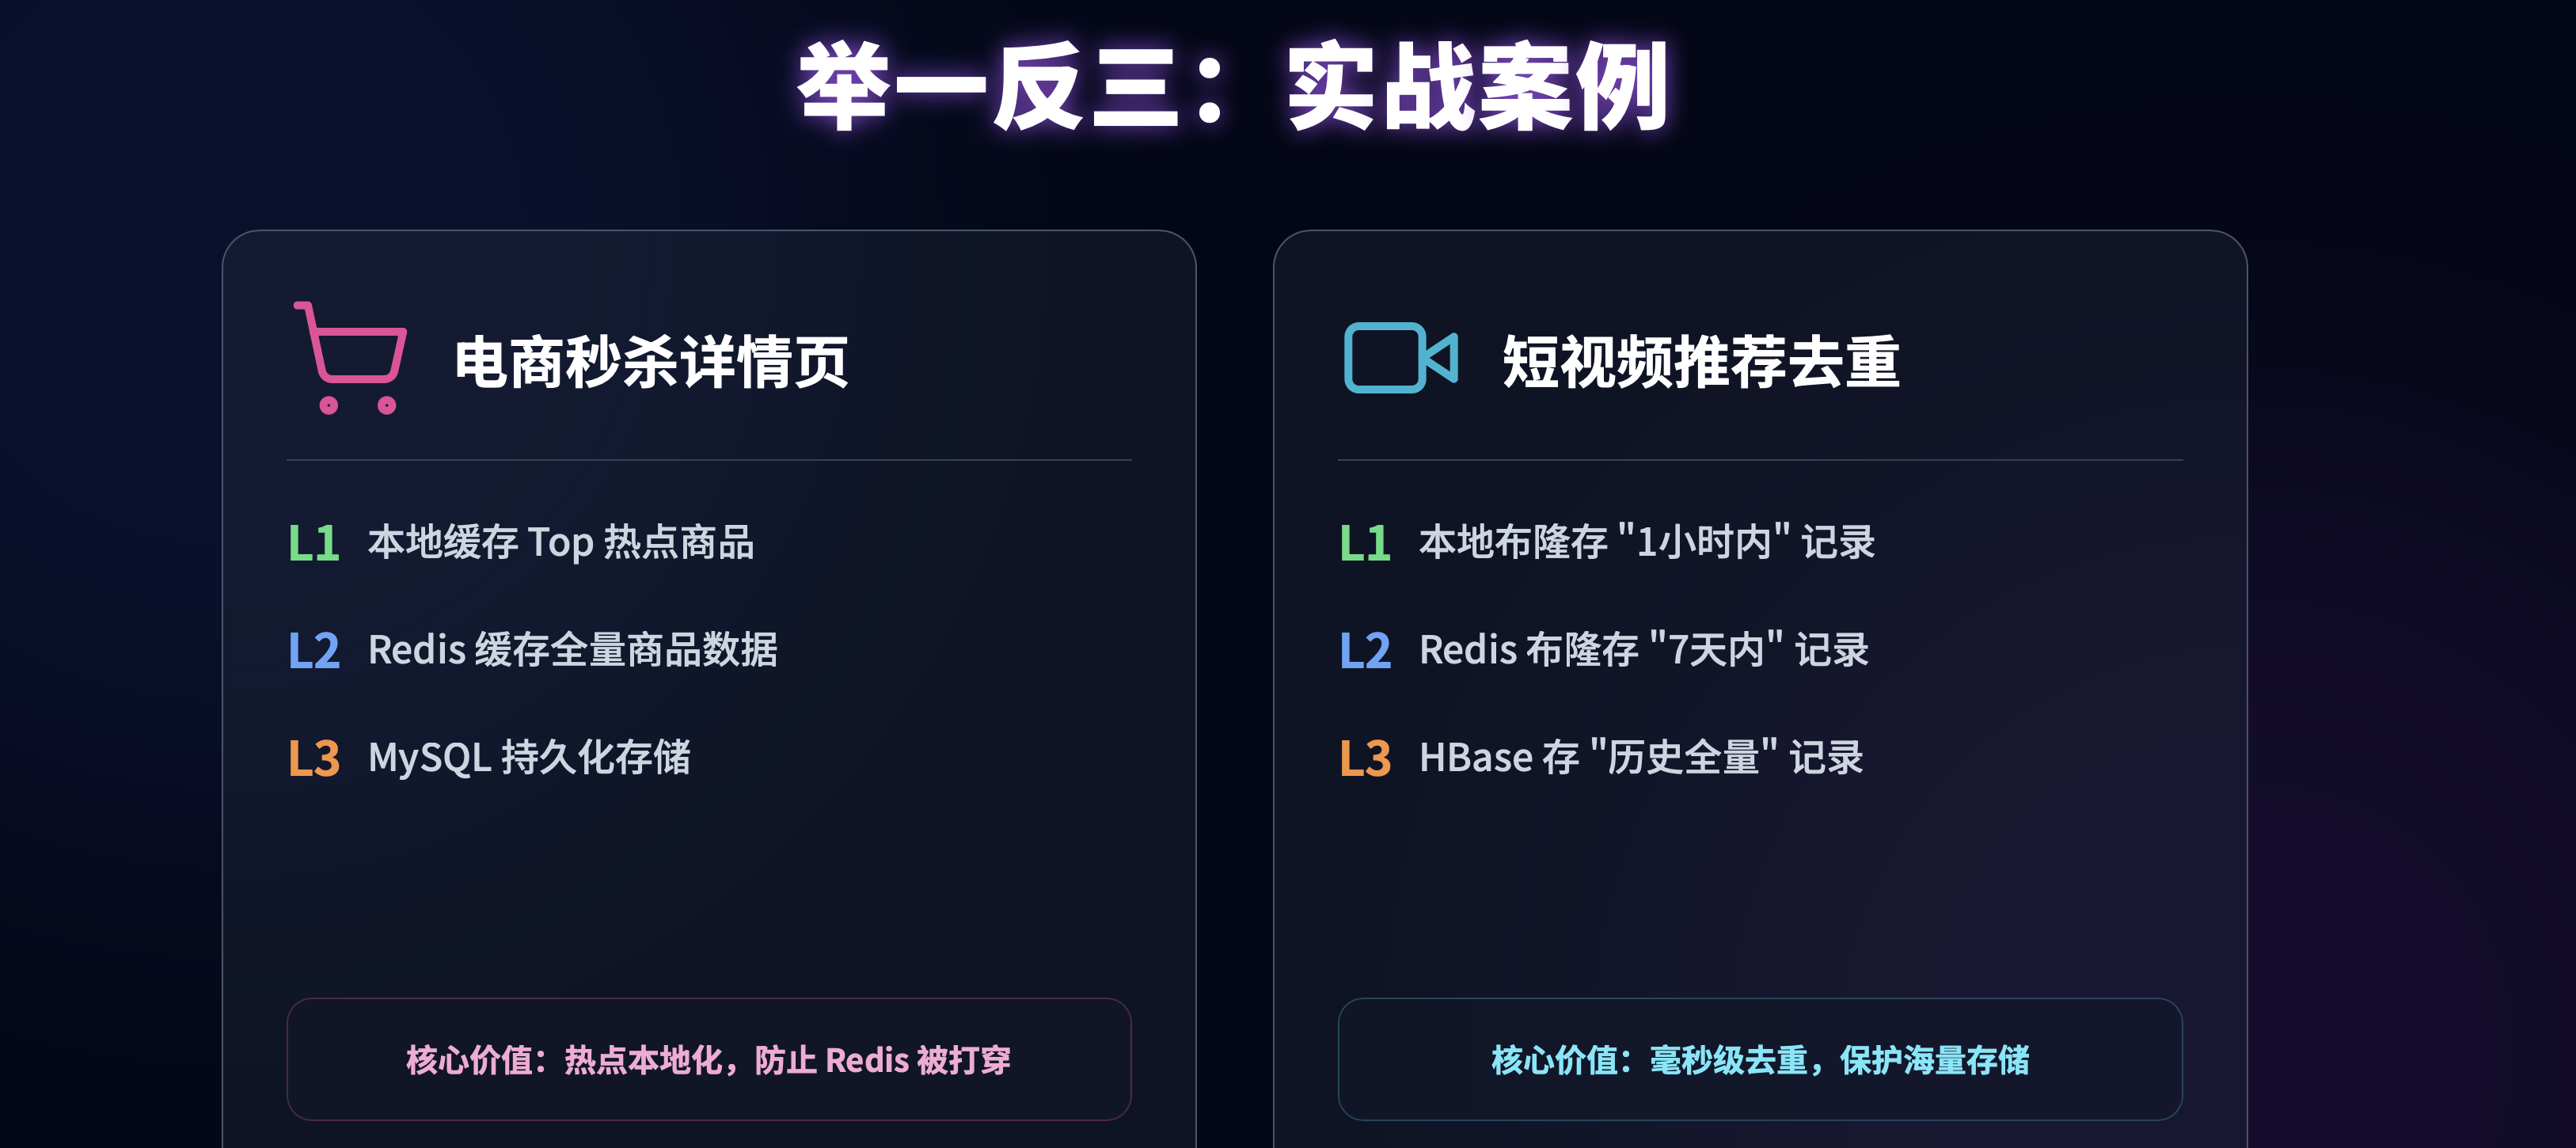 举一反三：实战案例
电商秒杀详情页
L1 本地缓存 Top 热点商品
L2 Redis 缓存全量商品数据
L3 MySQL 持久化存储
核心价值：热点本地化，防止 Redis 被打穿
短视频推荐去重
L1 本地布隆存 "1小时内" 记录
L2 Redis 布隆存 "7天内" 记录
L3 HBase 存 "历史全量" 记录
核心价值：毫秒级去重，保护海量存储